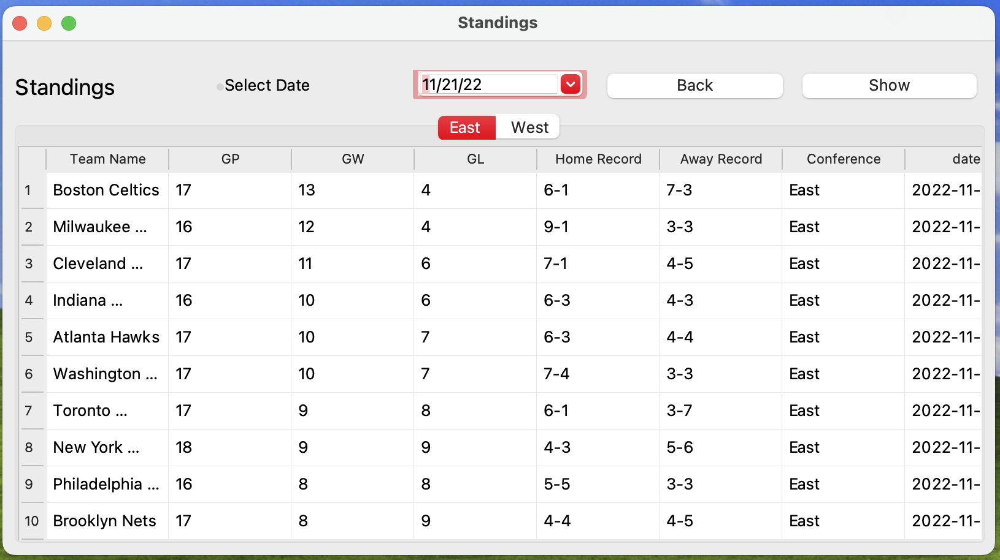 Standings
Standings Select Date 11/21/22 Back Show
East West
Team Name GP GW GL Home Record Away Record Conference date
1 Boston Celtics 17 13 4 6-1 7-3 East 2022-11-
2 Milwaukee ... 16 12 4 9-1 3-3 East 2022-11-
3 Cleveland ... 17 11 6 7-1 4-5 East 2022-11-
4 Indiana ... 16 10 6 6-3 4-3 East 2022-11-
5 Atlanta Hawks 17 10 7 6-3 4-4 East 2022-11-
6 Washington ... 17 10 7 7-4 3-3 East 2022-11-
7 Toronto ... 17 9 8 6-1 3-7 East 2022-11-
8 New York ... 18 9 9 4-3 5-6 East 2022-11-
9 Philadelphia ... 16 8 8 5-5 3-3 East 2022-11-
10 Brooklyn Nets 17 8 9 4-4 4-5 East 2022-11-